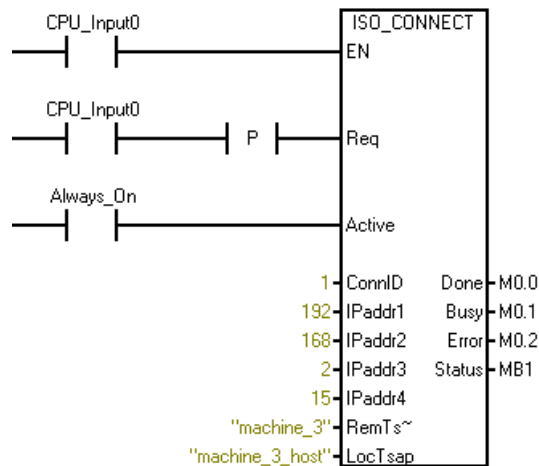 CPU_Input0 ISO_CONNECT
EN
CPU_Input0
P Req
Always_On
Active
1 ConnID Done M0.0
192 IPaddr1 Busy M0.1
168 IPaddr2 Error M0.2
2 IPaddr3 Status MB1
15 IPaddr4
"machine_3" RemTs~
"machine_3_host" LocTsap